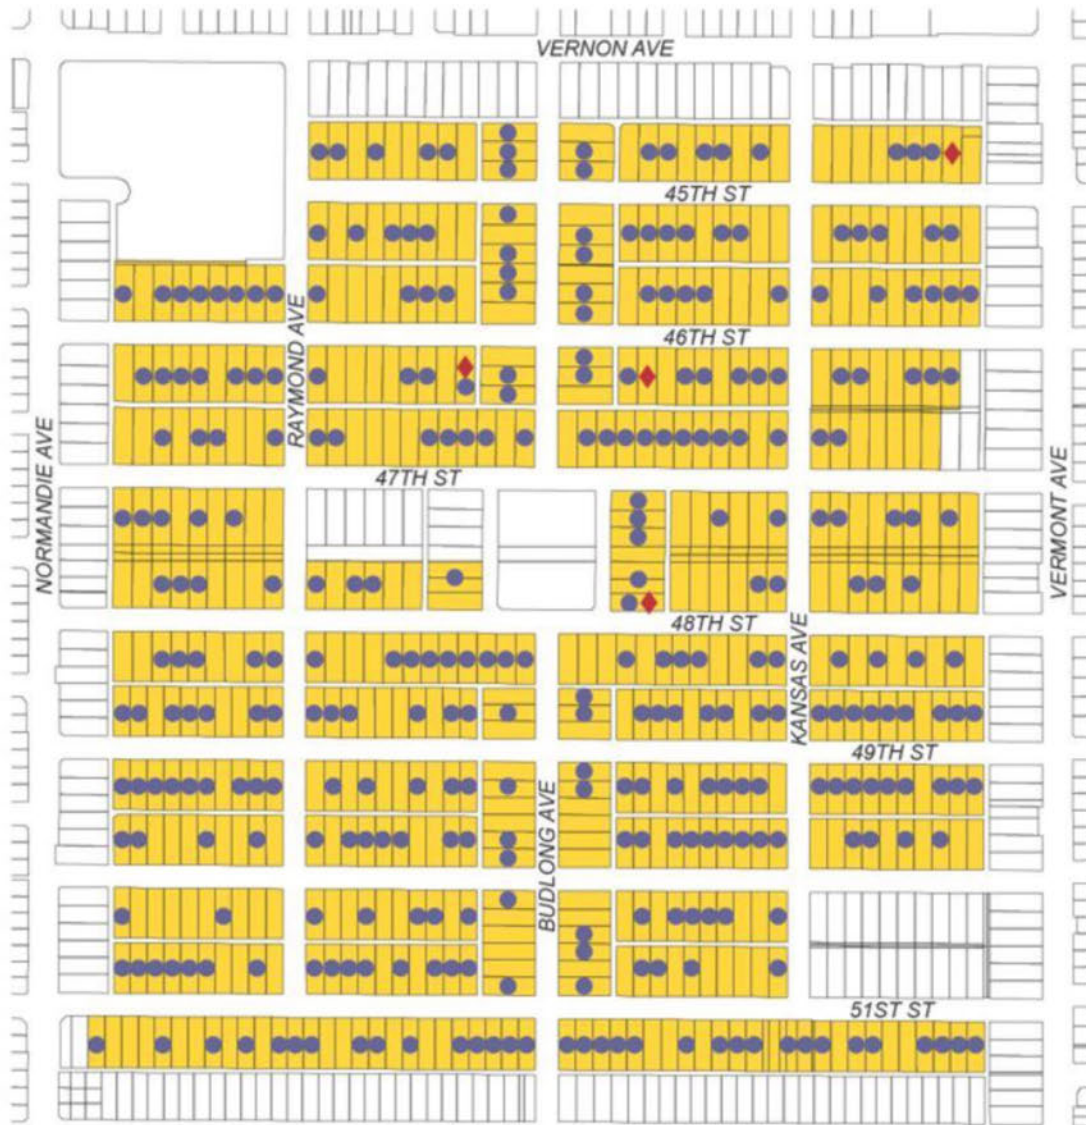 VERNON AVE
45TH ST
46TH ST
RAYMOND AVE
NORMANDIE AVE
47TH ST
VERMONT AVE
48TH ST
KANSAS AVE
49TH ST
BUDLONG AVE
51ST ST